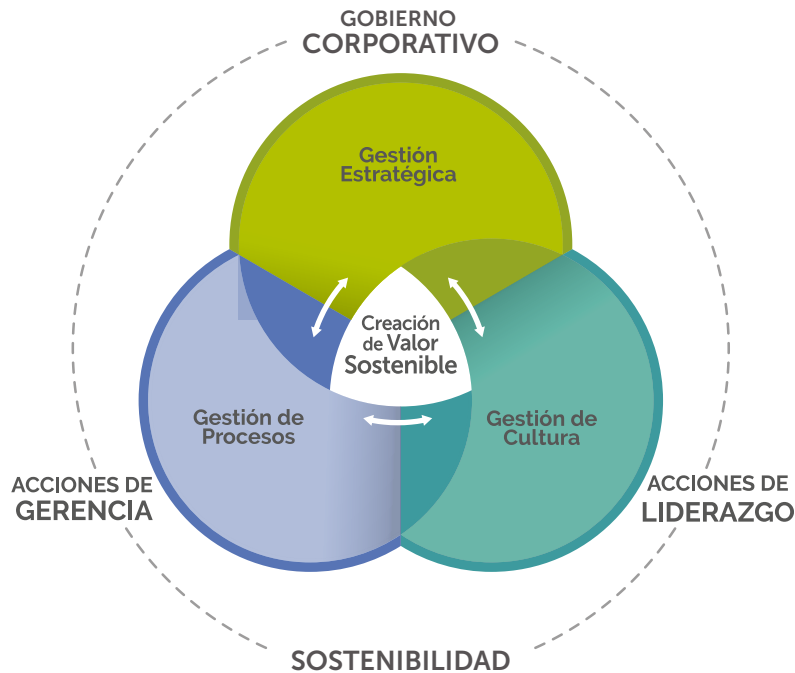 GOBIERNO
CORPORATIVO
Gestión
Estratégica
Creación
de Valor
Sostenible
Gestión de
Procesos
Gestión de
Cultura
ACCIONES DE
GERENCIA
ACCIONES DE
LIDERAZGO
SOSTENIBILIDAD